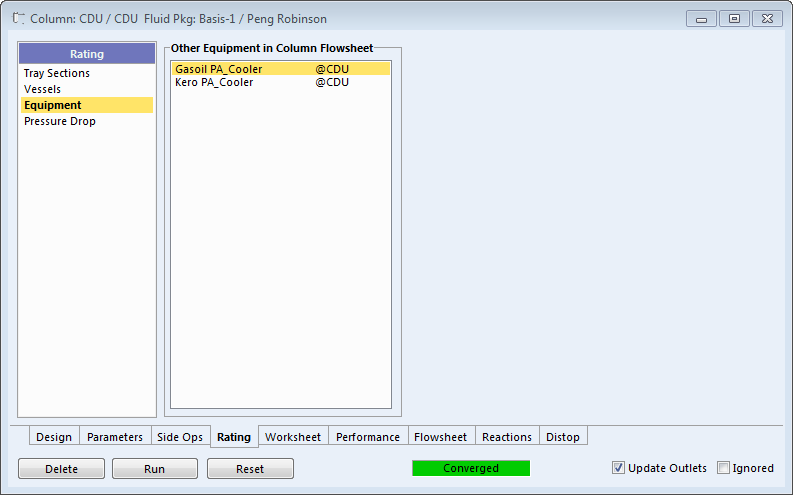 Column: CDU / CDU Fluid Pkg: Basis-1 / Peng Robinson
Rating
Tray Sections
Vessels
Equipment
Pressure Drop
Other Equipment in Column Flowsheet
Gasoil PA_Cooler @CDU
Kero PA_Cooler @CDU
Design Parameters Side Ops Rating Worksheet Performance Flowsheet Reactions Distop
Delete Run Reset Converged Update Outlets Ignored